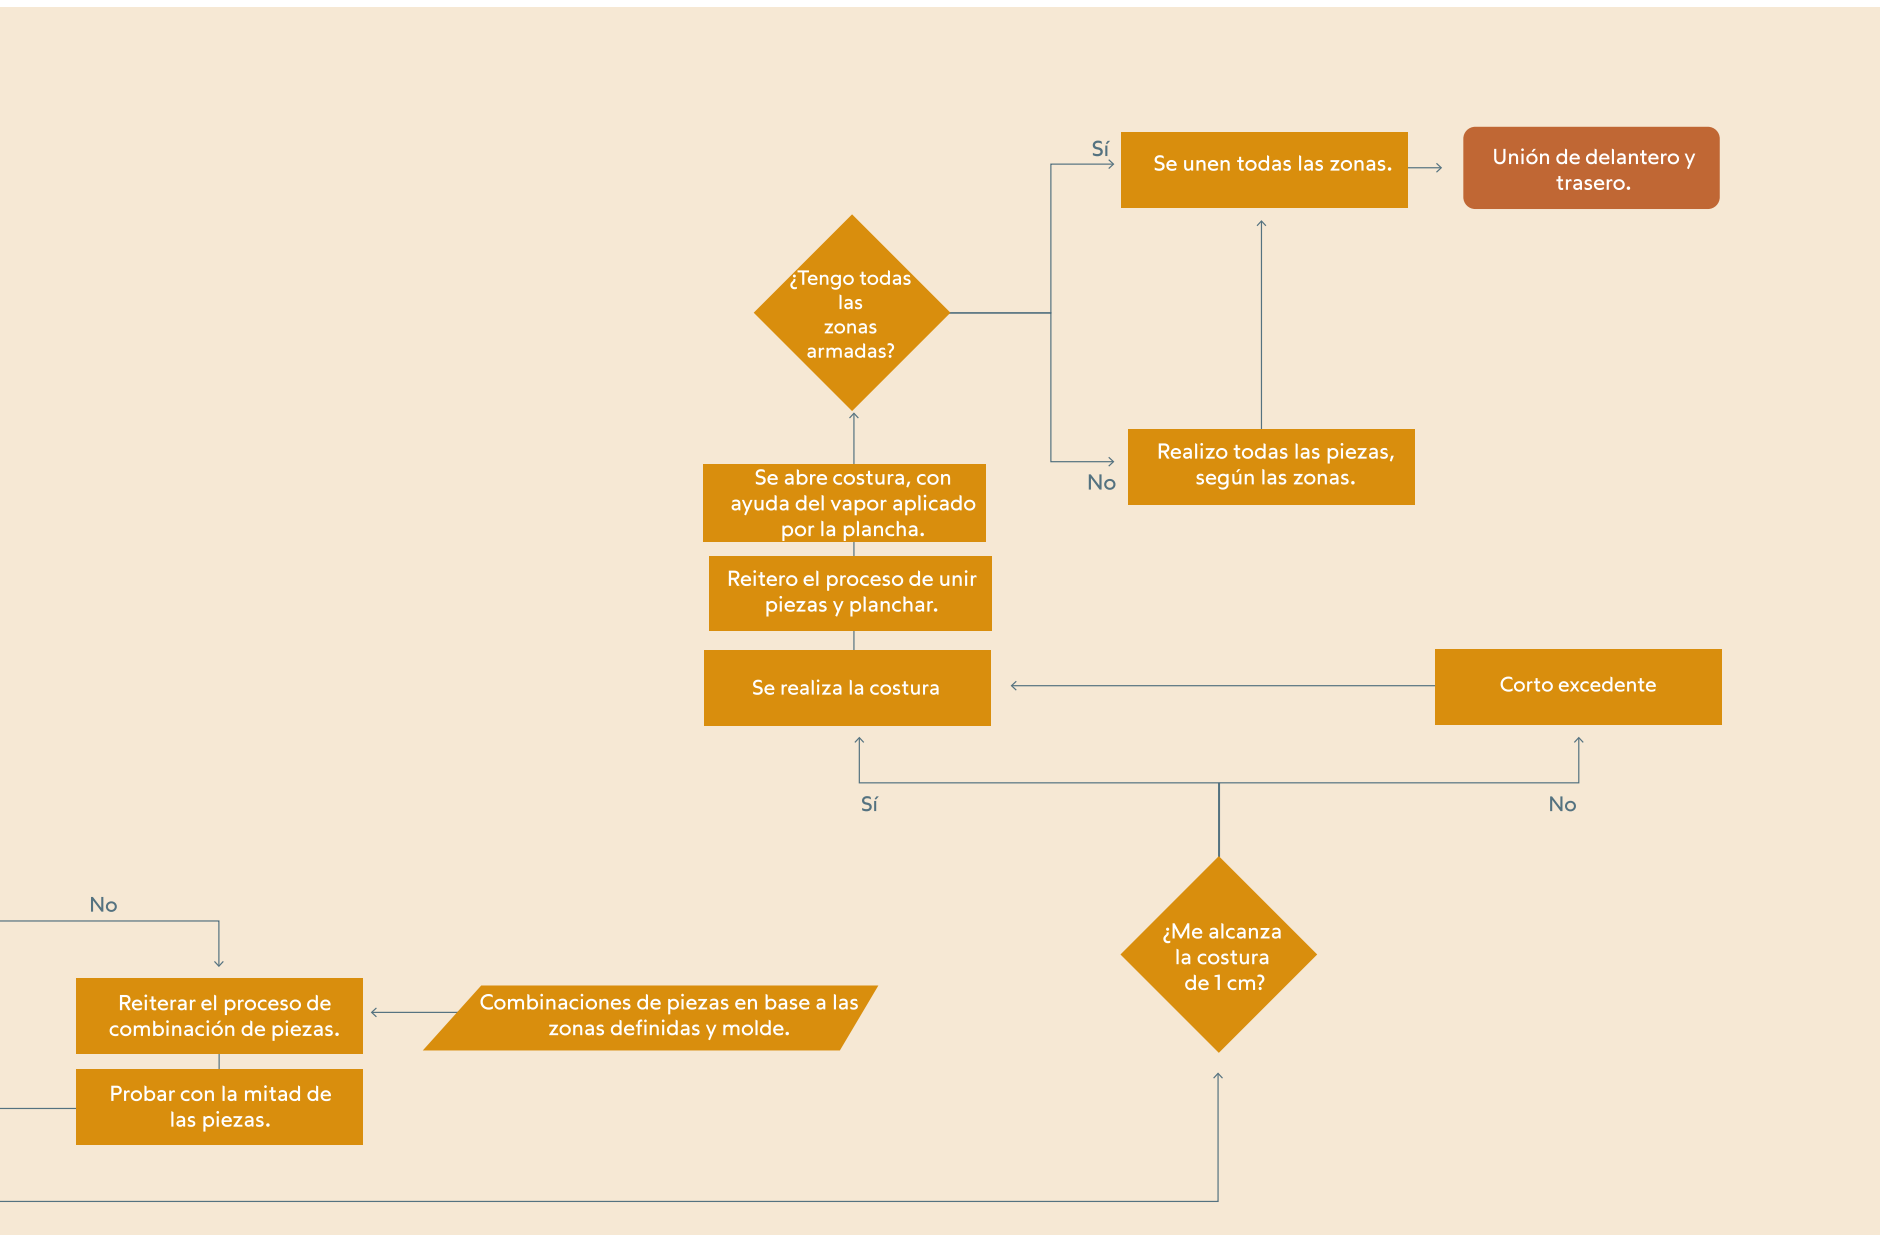 Sí
Se unen todas las zonas.
Unión de delantero y
trasero.
¿Tengo todas
las
zonas
armadas?
Realizo todas las piezas,
según las zonas.
No
Se abre costura, con
ayuda del vapor aplicado
por la plancha.
Reitero el proceso de unir
piezas y planchar.
Se realiza la costura
Corto excedente
Sí
No
No
¿Me alcanza
la costura
de 1 cm?
Reiterar el proceso de
combinación de piezas.
Combinaciones de piezas en base a las
zonas definidas y molde.
Probar con la mitad de
las piezas.